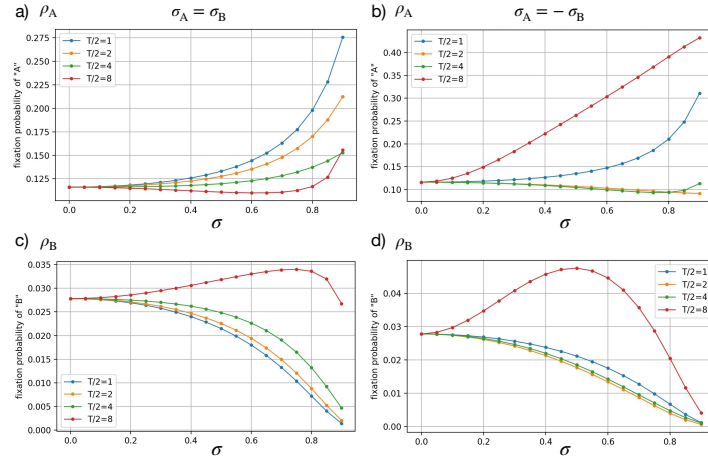 a) ρA σA = σB
fixation probability of "A"
0.275
0.250
0.225
0.200
0.175
0.150
0.125
T/2=1
T/2=2
T/2=4
T/2=8
0.0 0.2 0.4 0.6 0.8
σ
b) ρA σA = − σB
fixation probability of "A"
0.40
0.35
0.30
0.25
0.20
0.15
0.10
T/2=1
T/2=2
T/2=4
T/2=8
0.0 0.2 0.4 0.6 0.8
σ
c) ρB
fixation probability of "B"
0.035
0.030
0.025
0.020
0.015
0.010
0.005
0.000
T/2=1
T/2=2
T/2=4
T/2=8
0.0 0.2 0.4 0.6 0.8
σ
d) ρB
fixation probability of "B"
0.04
0.03
0.02
0.01
0.00
T/2=1
T/2=2
T/2=4
T/2=8
0.0 0.2 0.4 0.6 0.8
σ